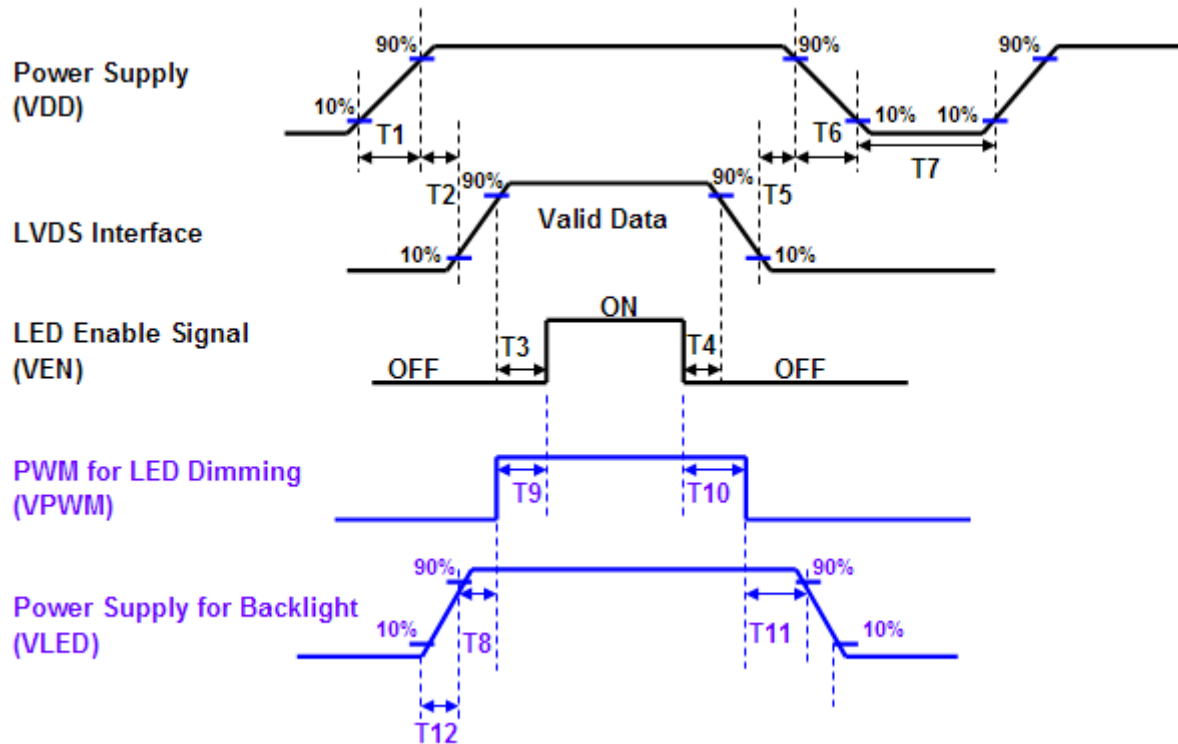 90% 90% 90%
Power Supply
(VDD)
10% 10% 10%
T1 T6 T7
T2 90% 90% T5
Valid Data
LVDS Interface
10% 10%
ON
LED Enable Signal
(VEN)
T3 T4
OFF OFF
PWM for LED Dimming
(VPWM)
T9 T10
90% 90%
Power Supply for Backlight
(VLED)
10% T8 T11 10%
T12